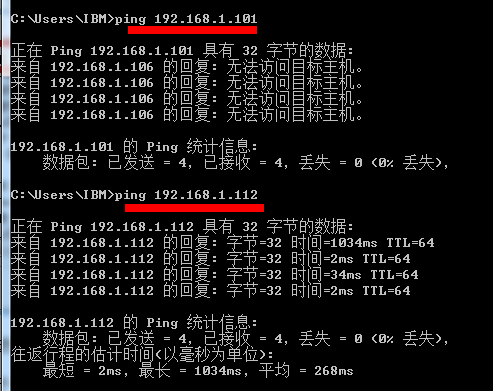 C:\Users\IBM>ping 192.168.1.101
正在 Ping 192.168.1.101 具有 32 字节的数据:
来自 192.168.1.106 的回复: 无法访问目标主机。
来自 192.168.1.106 的回复: 无法访问目标主机。
来自 192.168.1.106 的回复: 无法访问目标主机。
来自 192.168.1.106 的回复: 无法访问目标主机。
192.168.1.101 的 Ping 统计信息:
数据包: 已发送 = 4, 已接收 = 4, 丢失 = 0 (0% 丢失),
C:\Users\IBM>ping 192.168.1.112
正在 Ping 192.168.1.112 具有 32 字节的数据:
来自 192.168.1.112 的回复: 字节=32 时间=1034ms TTL=64
来自 192.168.1.112 的回复: 字节=32 时间=2ms TTL=64
来自 192.168.1.112 的回复: 字节=32 时间=34ms TTL=64
来自 192.168.1.112 的回复: 字节=32 时间=2ms TTL=64
192.168.1.112 的 Ping 统计信息:
数据包: 已发送 = 4, 已接收 = 4, 丢失 = 0 (0% 丢失),
往返行程的估计时间(以毫秒为单位):
最短 = 2ms, 最长 = 1034ms, 平均 = 268ms